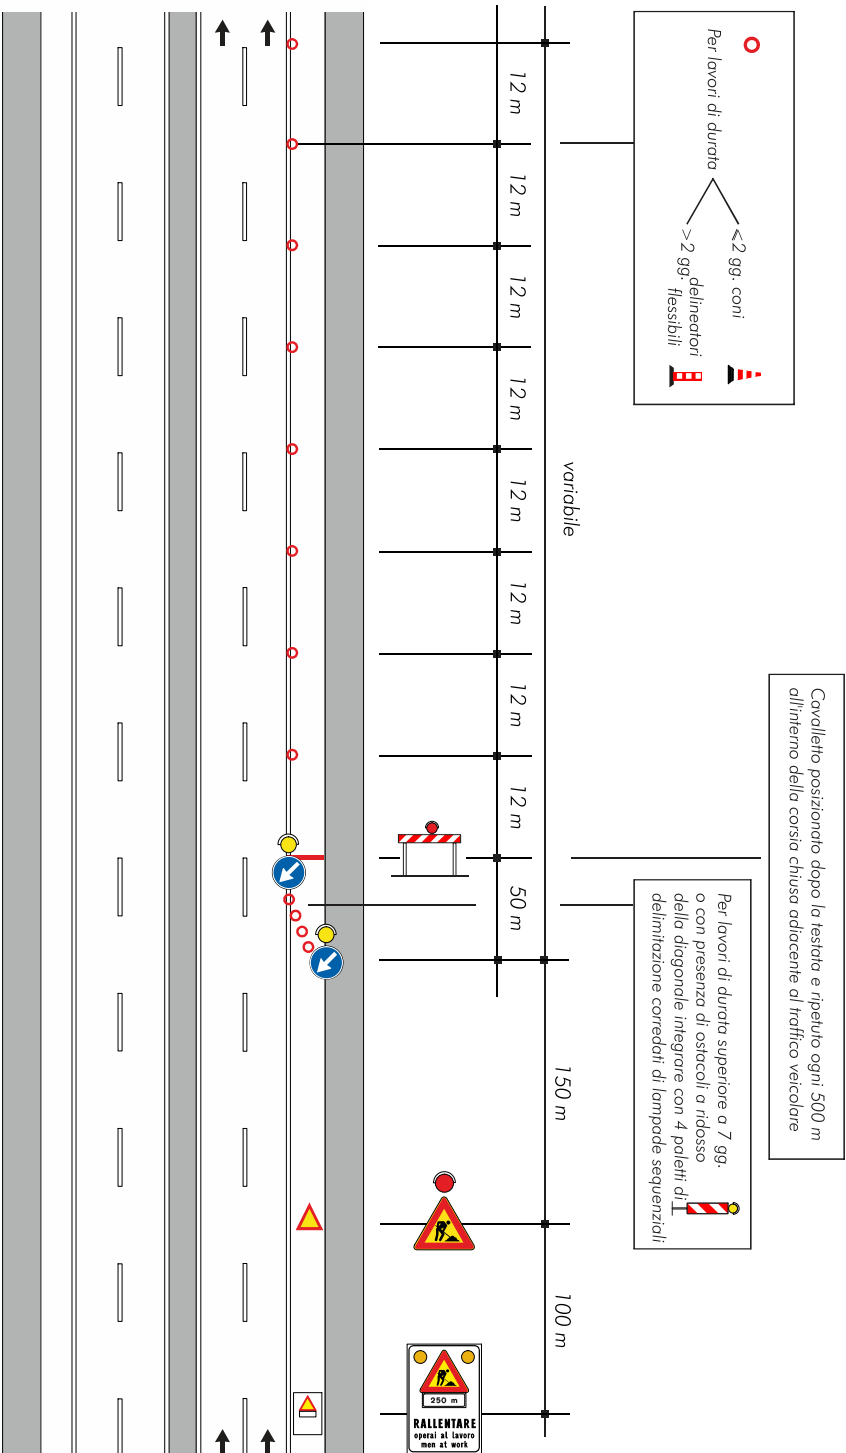 Per lavori di durata
⩽2 gg. coni
>2 gg. delineatori
flessibili
12 m
12 m
12 m
12 m
12 m
12 m
12 m
12 m
50 m
variabile
150 m
100 m
Cavalletto posizionato dopo la testata e ripetuto ogni 500 m
all'interno della corsia chiusa adiacente al traffico veicolare
Per lavori di durata superiore a 7 gg.
o con presenza di ostacoli a ridosso
della diagonale integrare con 4 paletti di
delimitazione corredati di lampade sequenziali
250 m
RALLENTARE
operai al lavoro
men at work